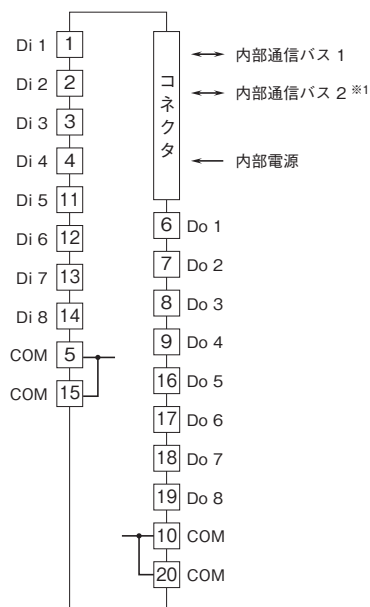 Di 1 1
Di 2 2
Di 3 3
Di 4 4
Di 5 11
Di 6 12
Di 7 13
Di 8 14
COM 5
COM 15
コネクタ
内部通信バス 1
内部通信バス 2 ※1
内部電源
6 Do 1
7 Do 2
8 Do 3
9 Do 4
16 Do 5
17 Do 6
18 Do 7
19 Do 8
10 COM
20 COM